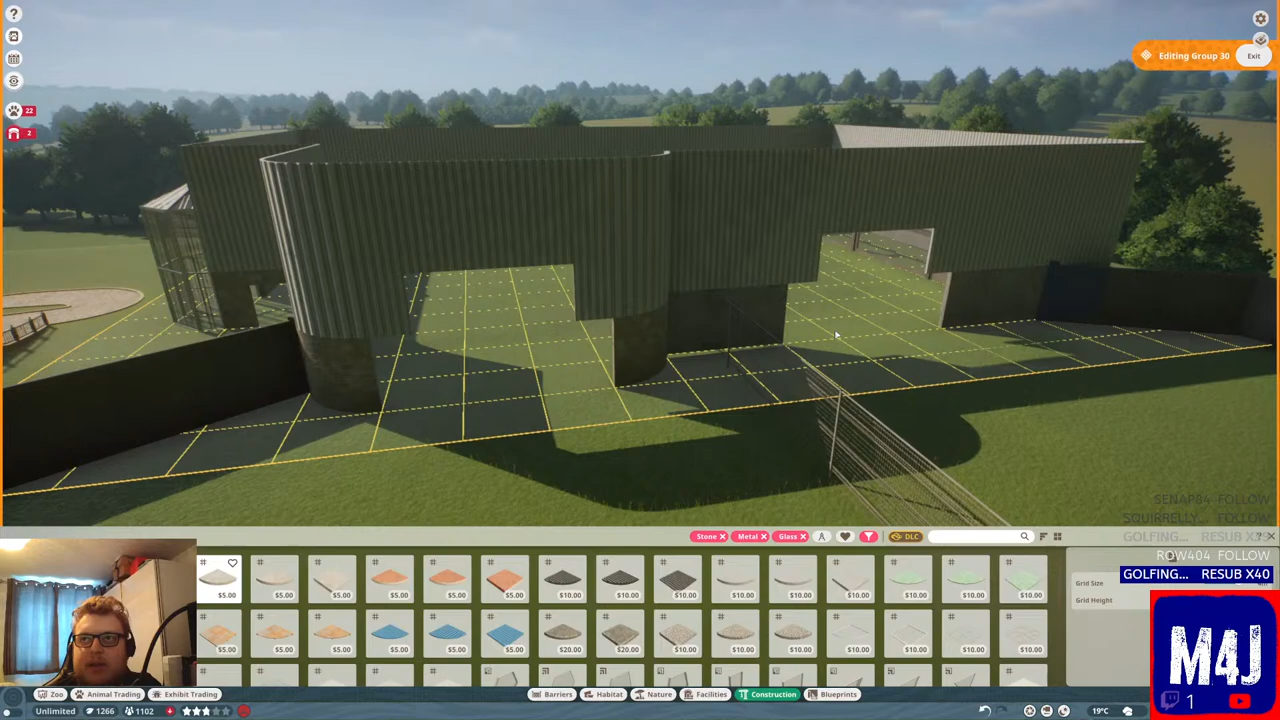 ?
Editing Group 30
Exit
22
2
SENAP84 FOLLOW
SQUIRRELLY... FOLLOW
GOLFING... RESUB X39
ROW404 FOLLOW
GOLFING... RESUB X40
Stone
Metal
Glass
DLC
$5.00 $5.00 $5.00 $5.00 $5.00 $5.00 $10.00 $10.00 $10.00 $10.00 $10.00 $10.00 $10.00 $10.00 $10.00
$5.00 $5.00 $5.00 $5.00 $5.00 $5.00 $20.00 $20.00 $10.00 $10.00 $10.00 $10.00 $10.00 $10.00 $10.00
Grid Size
Grid Height
M4J
1
Zoo Animal Trading Exhibit Trading
Barriers Habitat Nature Facilities Construction Blueprints
Unlimited 1266 1102
19°C